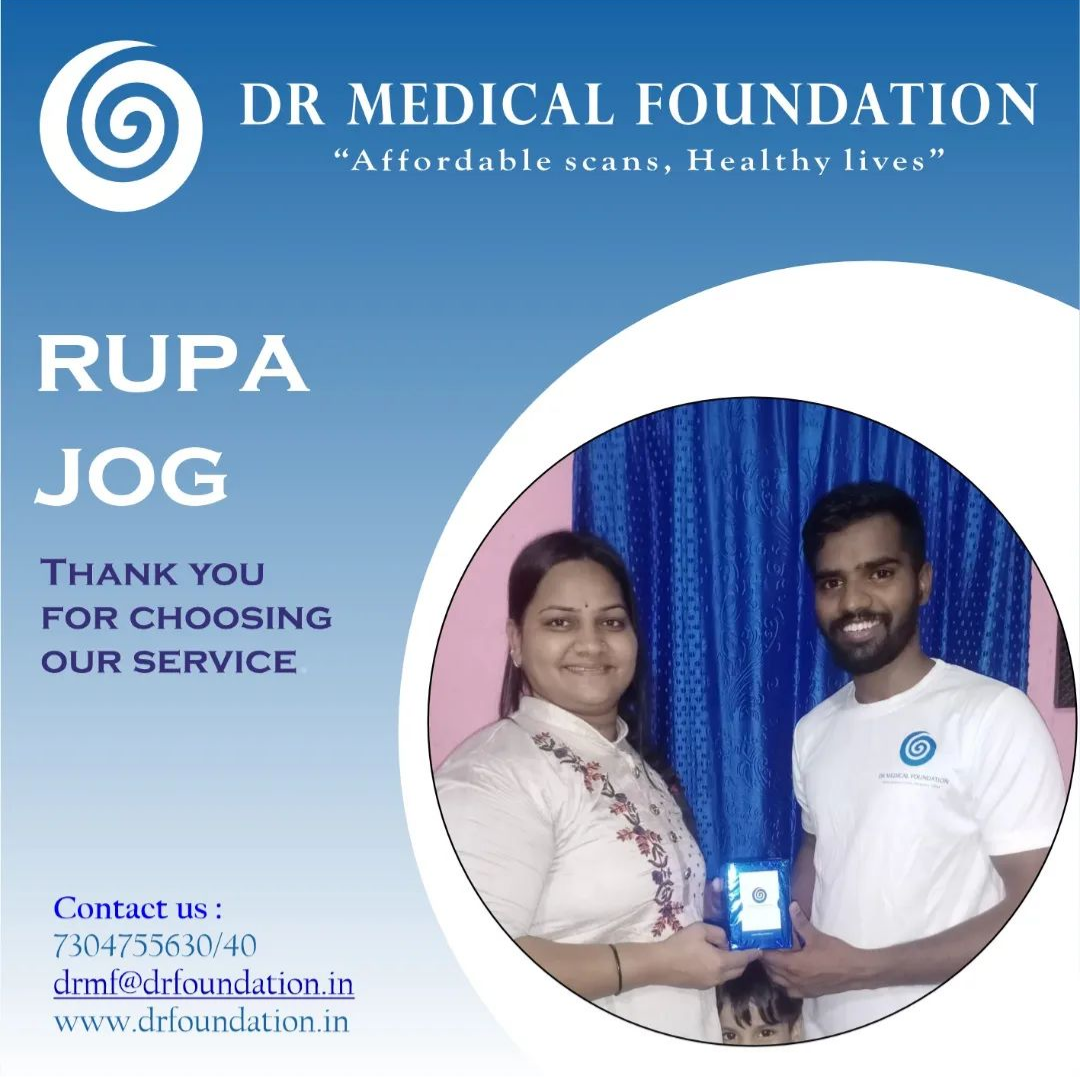 DR MEDICAL FOUNDATION
“Affordable scans, Healthy lives”
RUPA
JOG
THANK YOU
FOR CHOOSING
OUR SERVICE.
Contact us :
7304755630/40
drmf@drfoundation.in
www.drfoundation.in
DR MEDICAL FOUNDATION